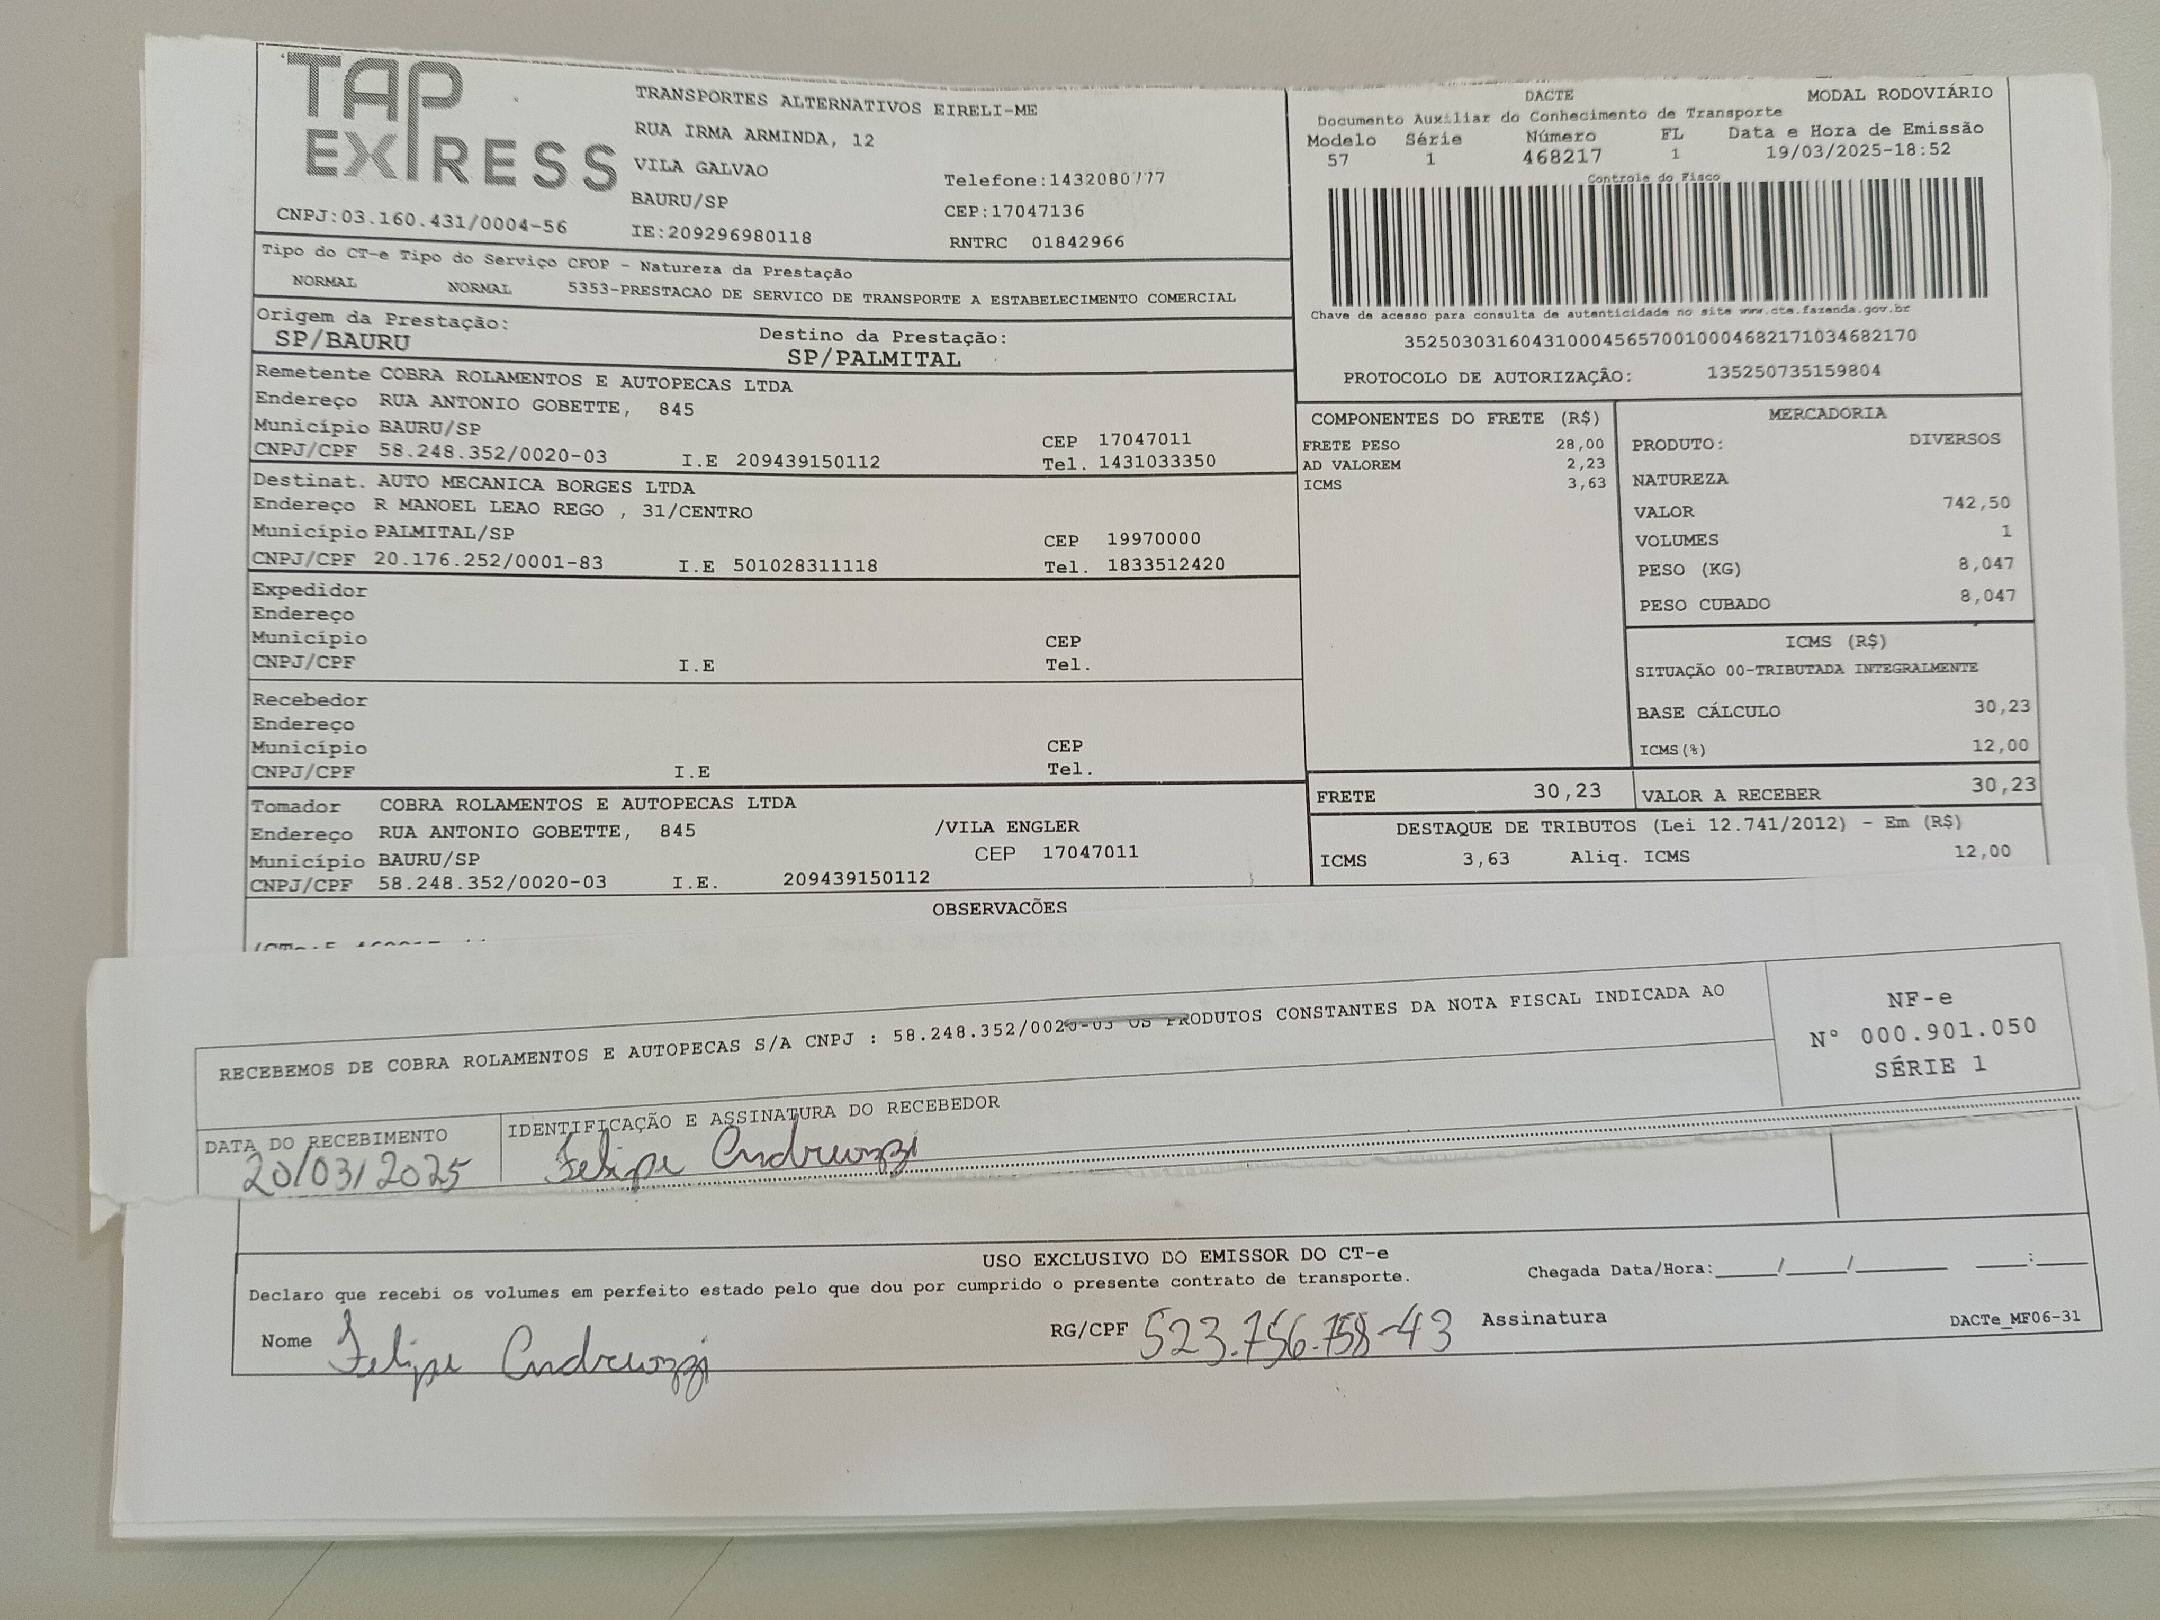 TAP EXPRESS
TRANSPORTES ALTERNATIVOS EIRELI-ME
RUA IRMA ARMINDA, 12
VILA GALVAO
Telefone:1432080777
BAURU/SP
CEP:17047136
CNPJ:03.160.431/0004-56
IE:209296980118
RNTRC 01842966
DACTE
MODAL RODOVIÁRIO
Documento Auxiliar do Conhecimento de Transporte
Modelo Série Número FL Data e Hora de Emissão
57 1 468217 1 19/03/2025-18:52
Controle do Fisco
Chave de acesso para consulta de autenticidade no site www.cte.fazenda.gov.br
35250303160431000456570010004682171034682170
PROTOCOLO DE AUTORIZAÇÃO: 135250735159804
Tipo do CT-e Tipo do Serviço CFOP - Natureza da Prestação
NORMAL NORMAL 5353-PRESTACAO DE SERVICO DE TRANSPORTE A ESTABELECIMENTO COMERCIAL
Origem da Prestação: Destino da Prestação:
SP/BAURU SP/PALMITAL
Remetente COBRA ROLAMENTOS E AUTOPECAS LTDA
Endereço RUA ANTONIO GOBETTE, 845
Município BAURU/SP CEP 17047011
CNPJ/CPF 58.248.352/0020-03 I.E 209439150112 Tel. 1431033350
Destinat. AUTO MECANICA BORGES LTDA
Endereço R MANOEL LEAO REGO , 31/CENTRO
Município PALMITAL/SP CEP 19970000
CNPJ/CPF 20.176.252/0001-83 I.E 501028311118 Tel. 1833512420
Expedidor
Endereço
Município CEP
CNPJ/CPF I.E Tel.
Recebedor
Endereço
Município CEP
CNPJ/CPF I.E Tel.
Tomador COBRA ROLAMENTOS E AUTOPECAS LTDA
Endereço RUA ANTONIO GOBETTE, 845 /VILA ENGLER
Município BAURU/SP CEP 17047011
CNPJ/CPF 58.248.352/0020-03 I.E. 209439150112
COMPONENTES DO FRETE (R$)
FRETE PESO 28,00
AD VALOREM 2,23
ICMS 3,63
MERCADORIA
PRODUTO: DIVERSOS
NATUREZA
VALOR 742,50
VOLUMES 1
PESO (KG) 8,047
PESO CUBADO 8,047
ICMS (R$)
SITUAÇÃO 00-TRIBUTADA INTEGRALMENTE
BASE CÁLCULO 30,23
ICMS(%) 12,00
FRETE 30,23 VALOR A RECEBER 30,23
DESTAQUE DE TRIBUTOS (Lei 12.741/2012) - Em (R$)
ICMS 3,63 Aliq. ICMS 12,00
OBSERVACÕES
RECEBEMOS DE COBRA ROLAMENTOS E AUTOPECAS S/A CNPJ : 58.248.352/0020-03 OS PRODUTOS CONSTANTES DA NOTA FISCAL INDICADA AO
NF-e
N° 000.901.050
SÉRIE 1
DATA DO RECEBIMENTO IDENTIFICAÇÃO E ASSINATURA DO RECEBEDOR
20/03/2025 Felipe Andreozzi
USO EXCLUSIVO DO EMISSOR DO CT-e
Declaro que recebi os volumes em perfeito estado pelo que dou por cumprido o presente contrato de transporte. Chegada Data/Hora:_____/_____/________ ____:____
Nome Felipe Andreozzi RG/CPF 523.756.758-43 Assinatura DACTe_MF06-31